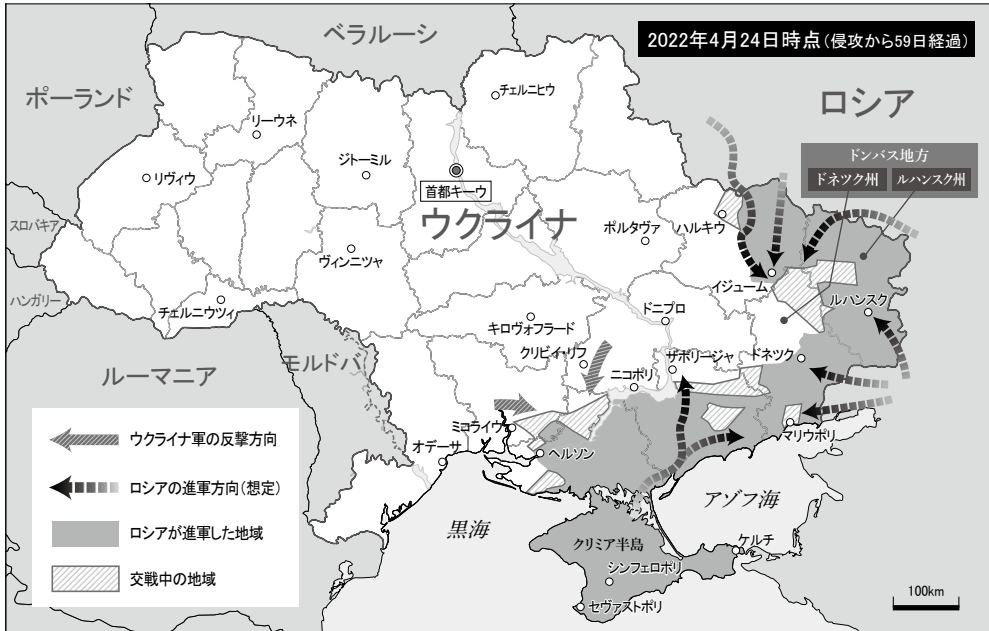 2022年4月24日時点(侵攻から59日経過)
ベラルーシ
ポーランド
ロシア
チェルニヒウ
リーウネ
ドンバス地方
ドネツク州
ルハンスク州
ジトーミル
リヴィウ
首都キーウ
ウクライナ
ハルキウ
スロバキア
ポルタヴァ
ヴィンニツャ
イジューム
ハンガリー
チェルニウツィ
ルハンスク
ドニプロ
キロヴォフラード
クリビイ・リフ
ザポリージャ
ドネツク
モルドバ
ルーマニア
ニコポリ
ミコライウ
マリウポリ
オデーサ
ヘルソン
ウクライナ軍の反撃方向
ロシアの進軍方向(想定)
ロシアが進軍した地域
交戦中の地域
アゾフ海
黒海
クリミア半島
ケルチ
シンフェロポリ
セヴァストポリ
100km